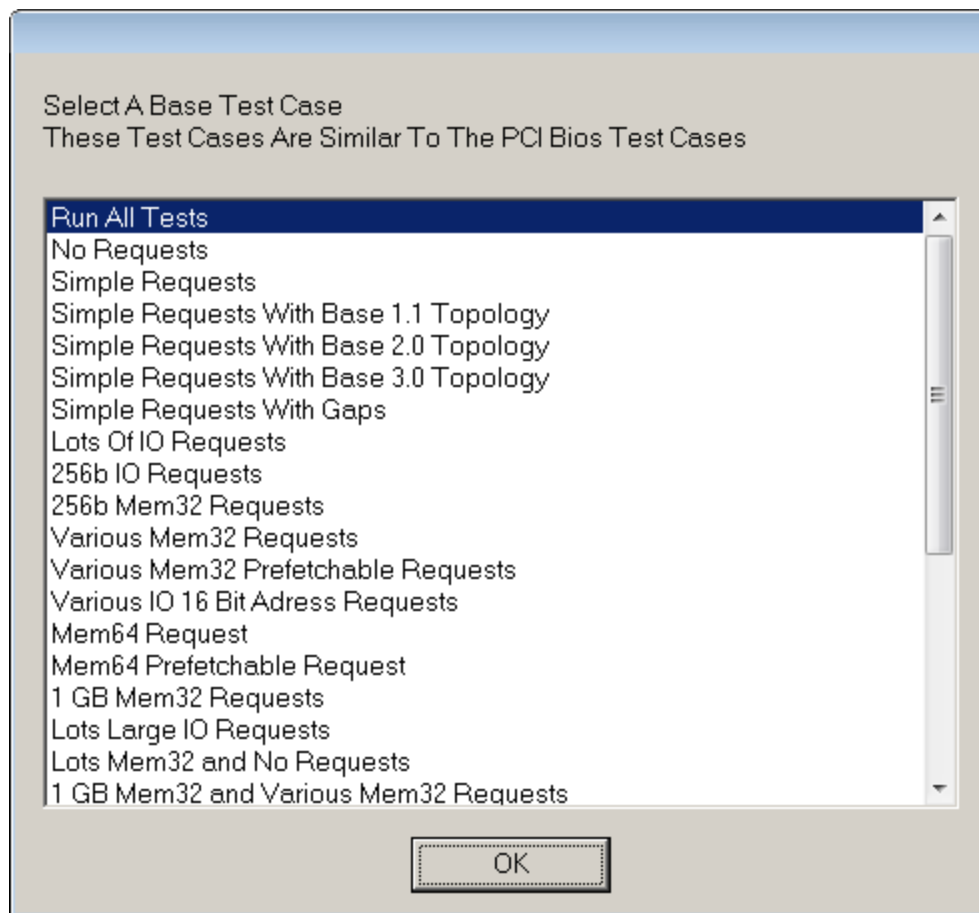 Select A Base Test Case
These Test Cases Are Similar To The PCI Bios Test Cases
Run All Tests
No Requests
Simple Requests
Simple Requests With Base 1.1 Topology
Simple Requests With Base 2.0 Topology
Simple Requests With Base 3.0 Topology
Simple Requests With Gaps
Lots Of IO Requests
256b IO Requests
256b Mem32 Requests
Various Mem32 Requests
Various Mem32 Prefetchable Requests
Various IO 16 Bit Adress Requests
Mem64 Request
Mem64 Prefetchable Request
1 GB Mem32 Requests
Lots Large IO Requests
Lots Mem32 and No Requests
1 GB Mem32 and Various Mem32 Requests
OK